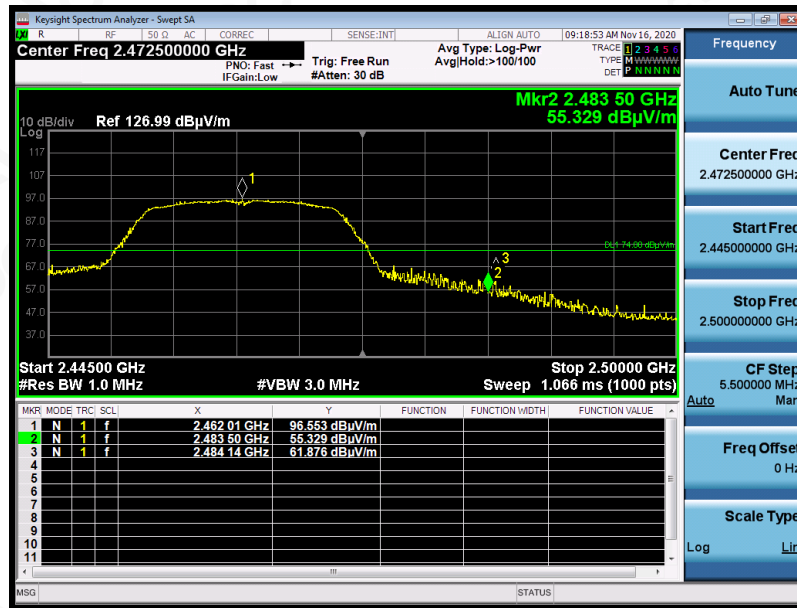 Keysight Spectrum Analyzer - Swept SA
LXI R RF 50 Ω AC CORREC SENSE:INT ALIGN AUTO 09:18:53 AM Nov 16, 2020
Center Freq 2.472500000 GHz Avg Type: Log-Pwr TRACE 1 2 3 4 5 6
PNO: Fast Trig: Free Run Avg|Hold:>100/100 TYPE M WWWWW
IFGain:Low #Atten: 30 dB DET P N N N N N
Mkr2 2.483 50 GHz
10 dB/div Ref 126.99 dBµV/m 55.329 dBµV/m
Log
117
107
97.0
87.0
77.0
67.0
57.0
47.0
37.0
1
DL1 74.00 dBµV/m
3
2
Start 2.44500 GHz Stop 2.50000 GHz
#Res BW 1.0 MHz #VBW 3.0 MHz Sweep 1.066 ms (1000 pts)
MKR MODE TRC SCL X Y FUNCTION FUNCTION WIDTH FUNCTION VALUE
1 N 1 f 2.462 01 GHz 96.553 dBµV/m
2 N 1 f 2.483 50 GHz 55.329 dBµV/m
3 N 1 f 2.484 14 GHz 61.876 dBµV/m
4
5
6
7
8
9
10
11
MSG STATUS
Frequency
Auto Tune
Center Freq
2.472500000 GHz
Start Freq
2.445000000 GHz
Stop Freq
2.500000000 GHz
CF Step
5.500000 MHz
Auto Man
Freq Offset
0 Hz
Scale Type
Log Lin